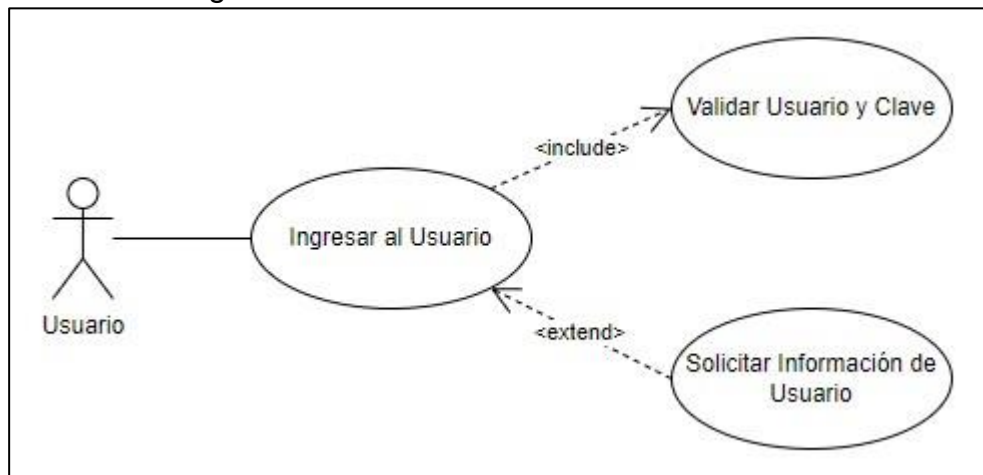 Validar Usuario y Clave
<include>
Ingresar al Usuario
Usuario
<extend>
Solicitar Información de
Usuario